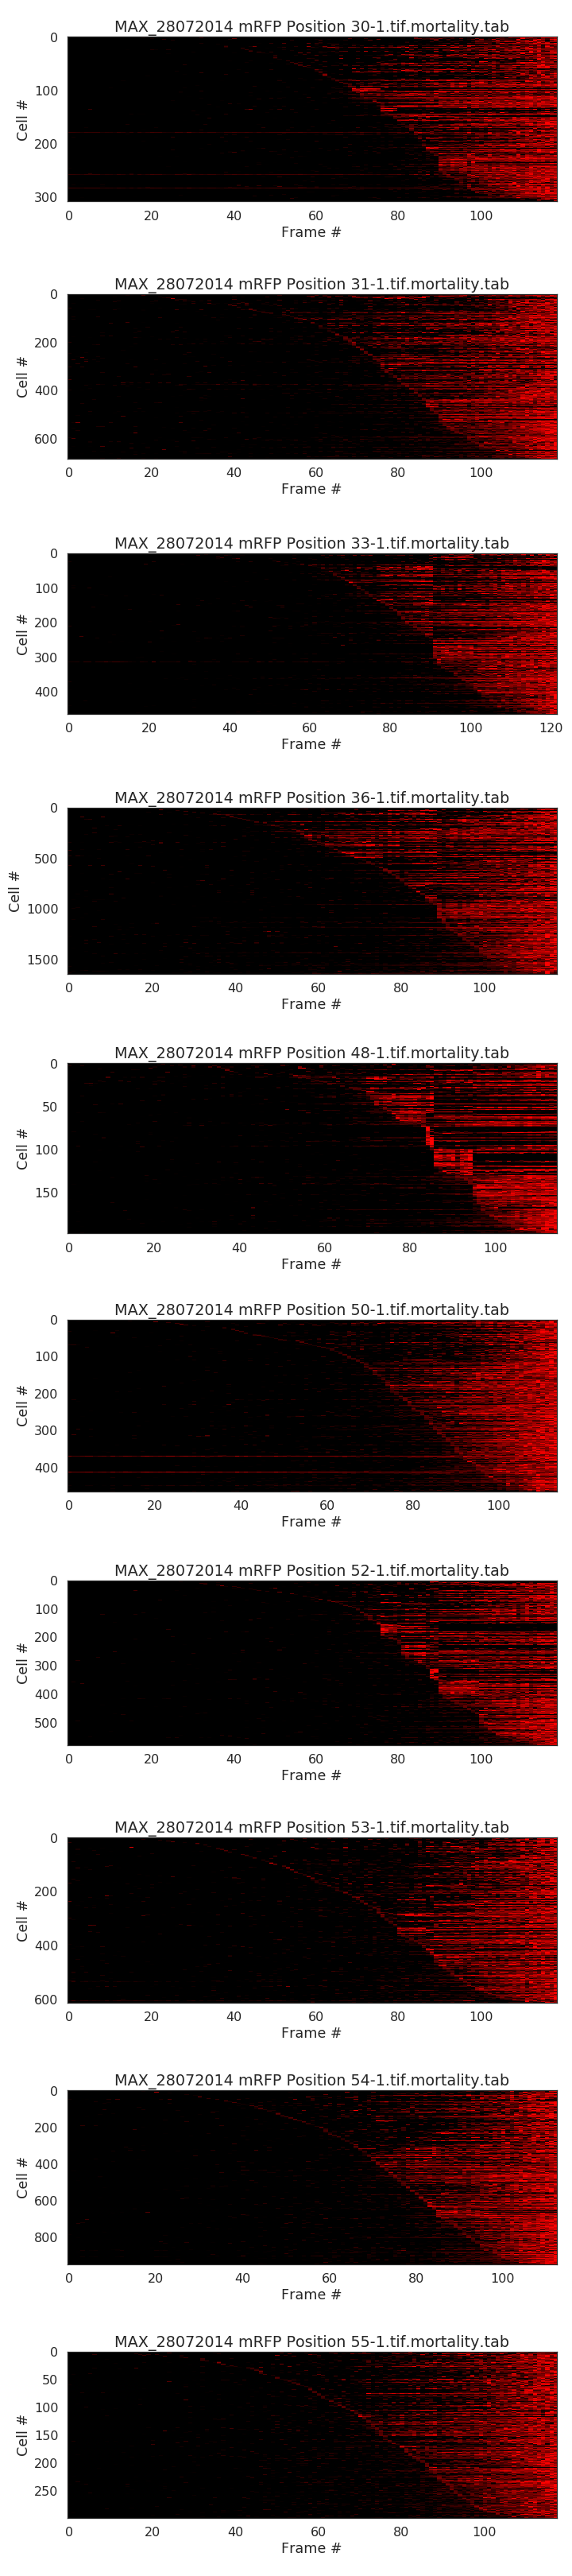 MAX_28072014 mRFP Position 30-1.tif.mortality.tab
0
100
200
300
Cell #
0 20 40 60 80 100
Frame #
MAX_28072014 mRFP Position 31-1.tif.mortality.tab
0
200
400
600
Cell #
0 20 40 60 80 100
Frame #
MAX_28072014 mRFP Position 33-1.tif.mortality.tab
0
100
200
300
400
Cell #
0 20 40 60 80 100 120
Frame #
MAX_28072014 mRFP Position 36-1.tif.mortality.tab
0
500
1000
1500
Cell #
0 20 40 60 80 100
Frame #
MAX_28072014 mRFP Position 48-1.tif.mortality.tab
0
50
100
150
Cell #
0 20 40 60 80 100
Frame #
MAX_28072014 mRFP Position 50-1.tif.mortality.tab
0
100
200
300
400
Cell #
0 20 40 60 80 100
Frame #
MAX_28072014 mRFP Position 52-1.tif.mortality.tab
0
100
200
300
400
500
Cell #
0 20 40 60 80 100
Frame #
MAX_28072014 mRFP Position 53-1.tif.mortality.tab
0
200
400
600
Cell #
0 20 40 60 80 100
Frame #
MAX_28072014 mRFP Position 54-1.tif.mortality.tab
0
200
400
600
800
Cell #
0 20 40 60 80 100
Frame #
MAX_28072014 mRFP Position 55-1.tif.mortality.tab
0
50
100
150
200
250
Cell #
0 20 40 60 80 100
Frame #